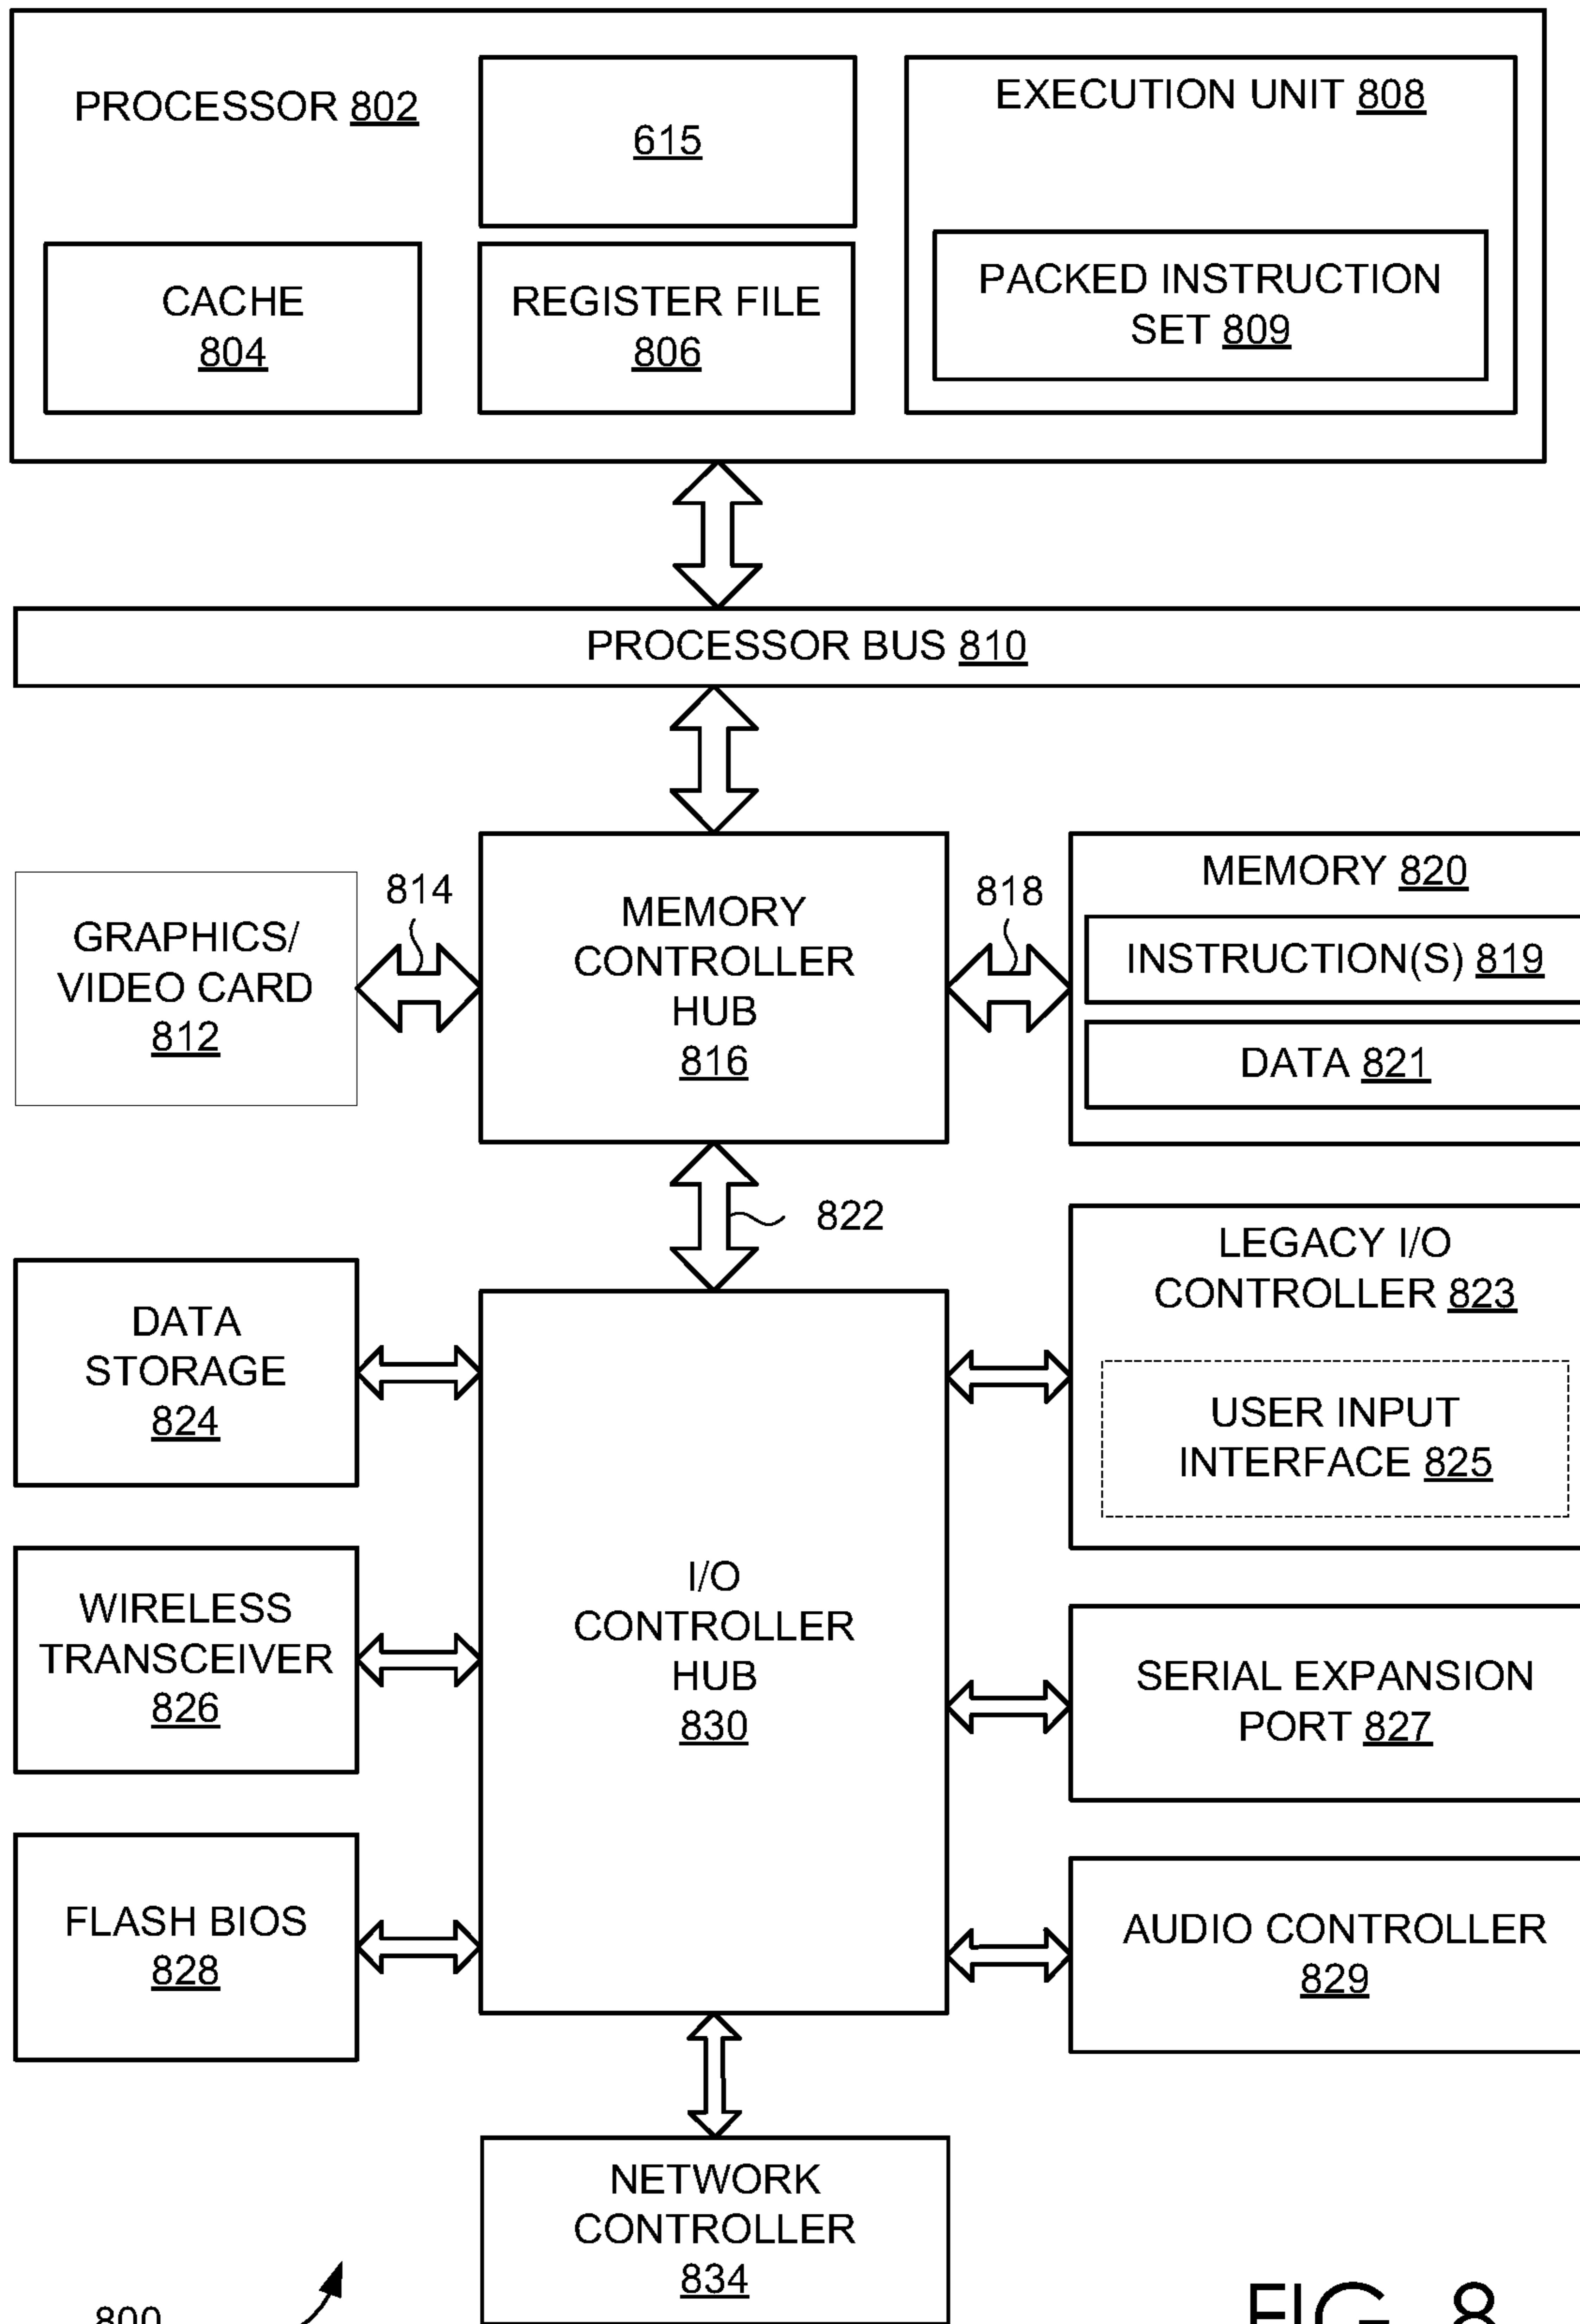 PROCESSOR 802
615
EXECUTION UNIT 808
PACKED INSTRUCTION
SET 809
CACHE
804
REGISTER FILE
806
PROCESSOR BUS 810
GRAPHICS/
VIDEO CARD
812
814
MEMORY
CONTROLLER
HUB
816
818
MEMORY 820
INSTRUCTION(S) 819
DATA 821
822
DATA
STORAGE
824
LEGACY I/O
CONTROLLER 823
USER INPUT
INTERFACE 825
WIRELESS
TRANSCEIVER
826
I/O
CONTROLLER
HUB
830
SERIAL EXPANSION
PORT 827
FLASH BIOS
828
AUDIO CONTROLLER
829
NETWORK
CONTROLLER
834
800
FIG. 8